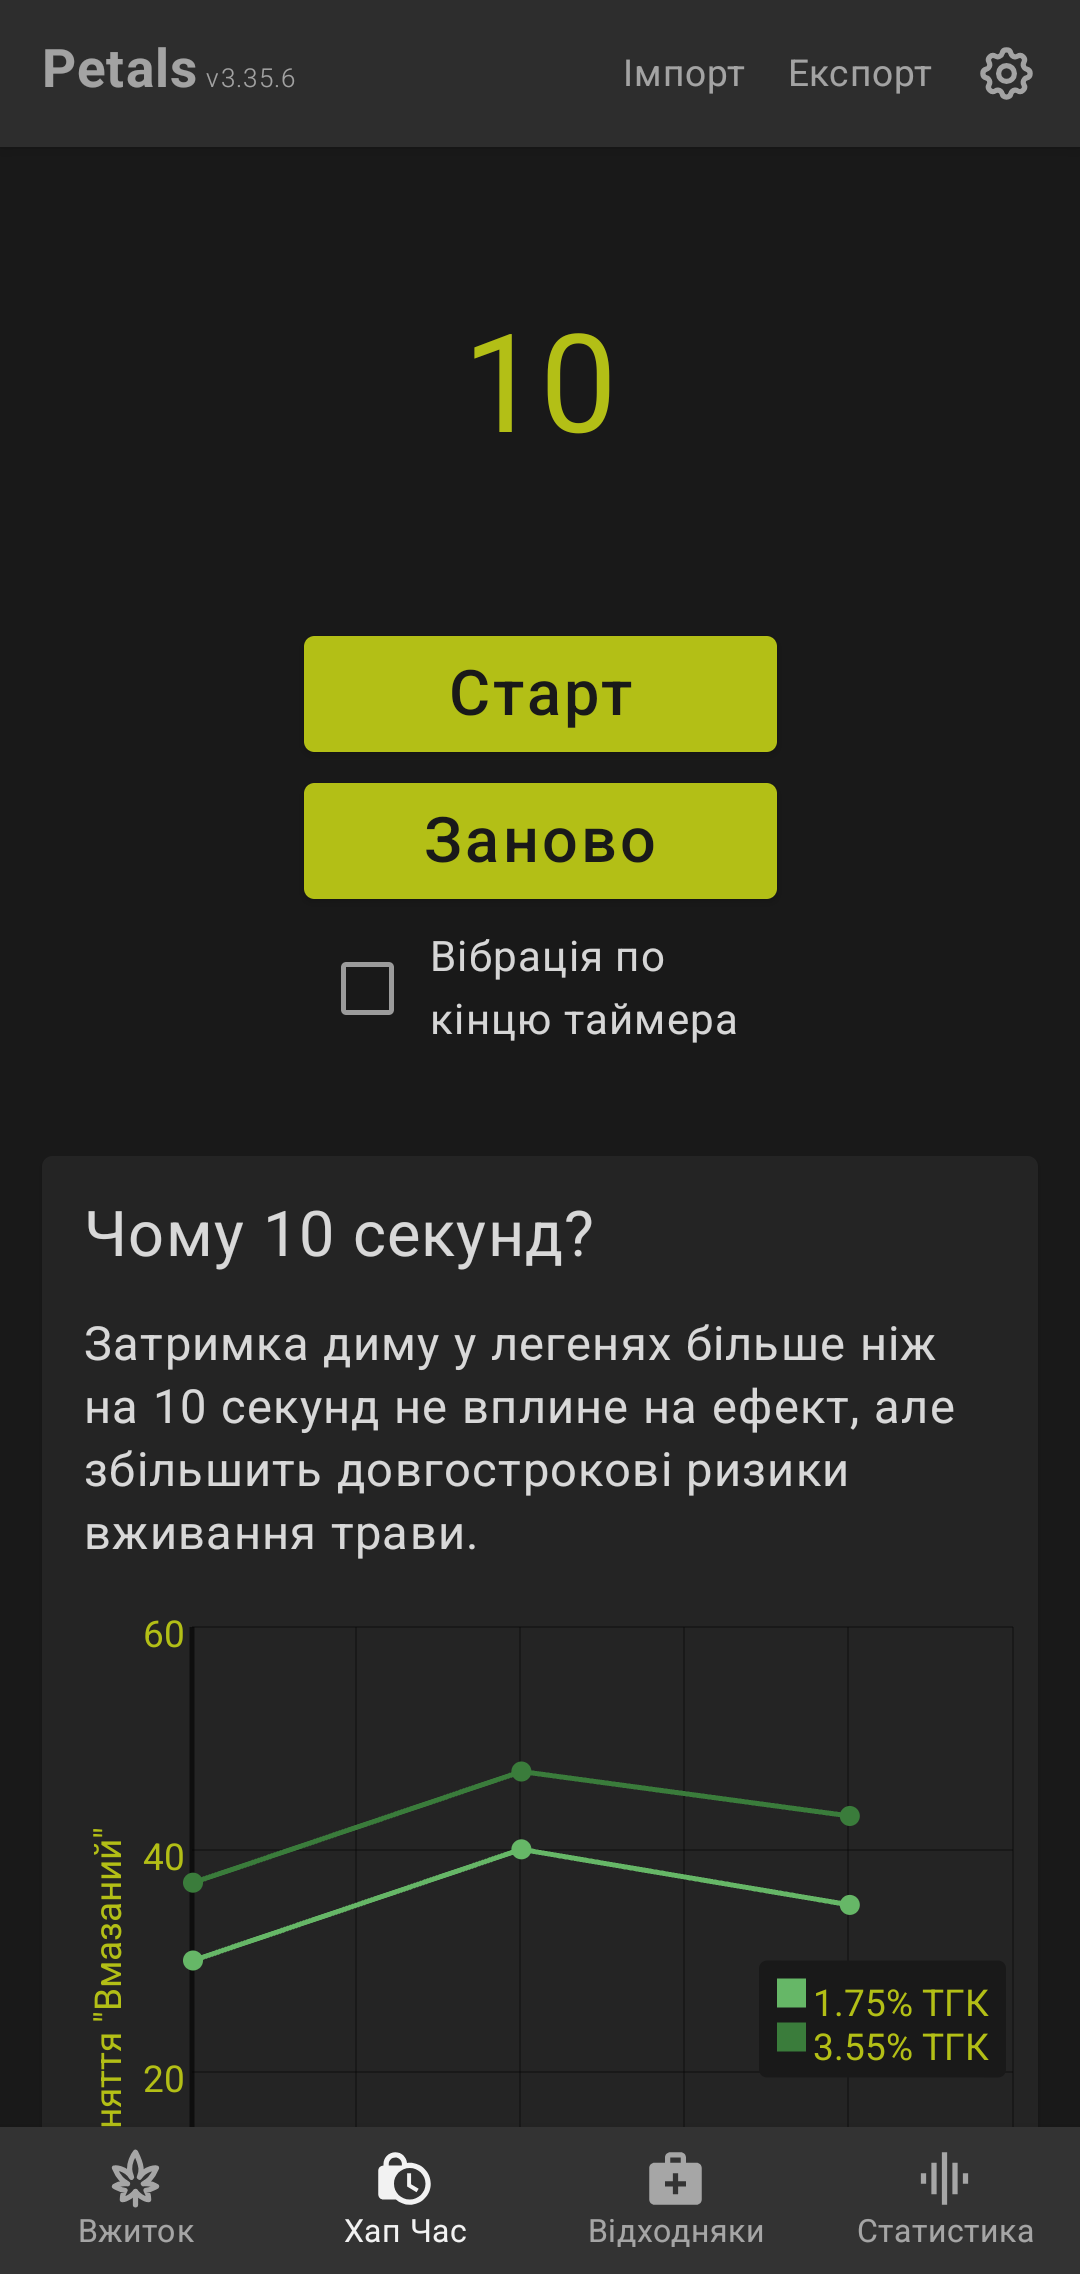 Petals v3.35.6
Імпорт
Експорт
10
Старт
Заново
Вібрація по
кінцю таймера
Чому 10 секунд?
Затримка диму у легенях більше ніж
на 10 секунд не вплине на ефект, але
збільшить довгострокові ризики
вживання трави.
60
40
20
"Вмазаний"
1.75% ТГК
3.55% ТГК
Вжиток
Хап Час
Відходняки
Статистика